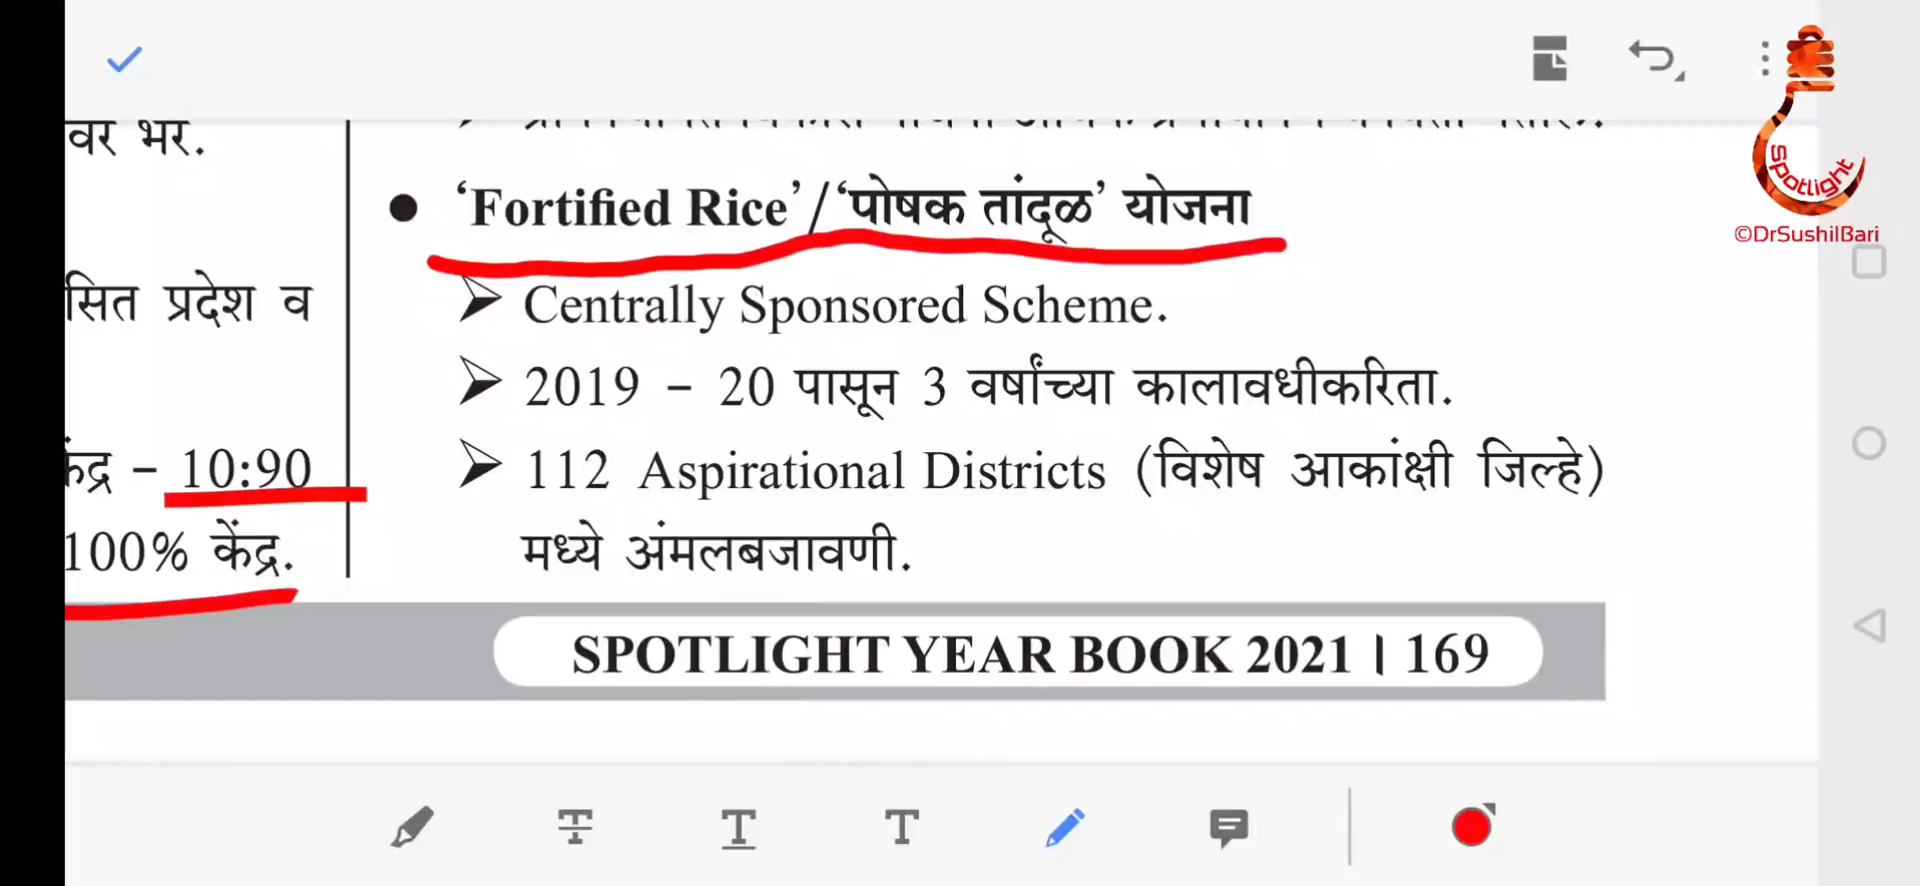 वर भर.
सित प्रदेश व
केंद्र – 10:90
100% केंद्र.
• ‘Fortified Rice’/‘पोषक तांदूळ’ योजना
➢ Centrally Sponsored Scheme.
➢ 2019 – 20 पासून 3 वर्षांच्या कालावधीकरिता.
➢ 112 Aspirational Districts (विशेष आकांक्षी जिल्हे)
मध्ये अंमलबजावणी.
SPOTLIGHT YEAR BOOK 2021 | 169
Spotlight
©DrSushilBari